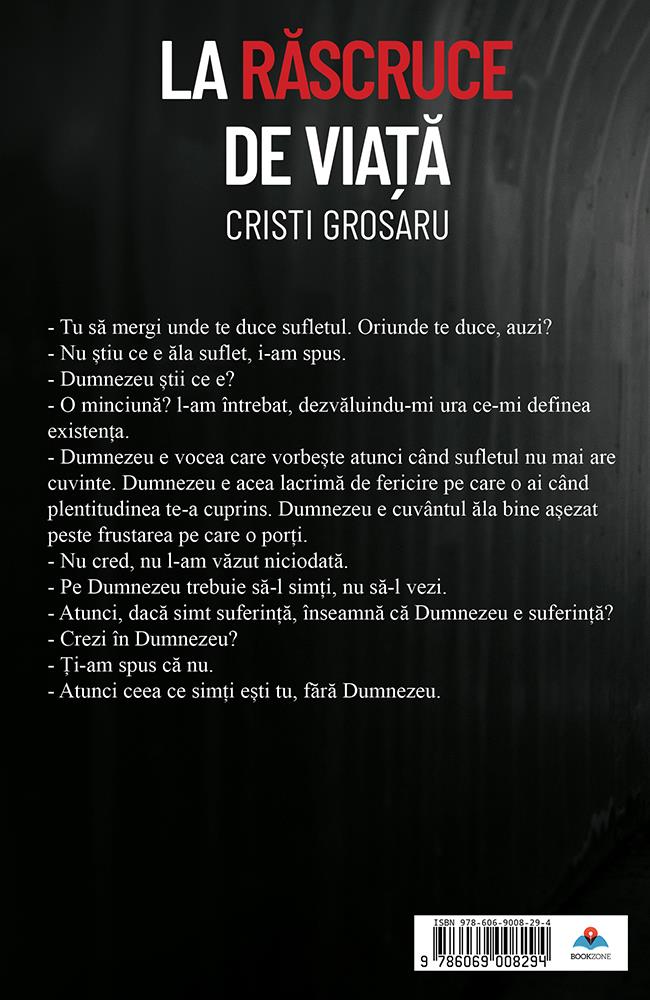 LA RĂSCRUCE
DE VIAȚĂ
CRISTI GROSARU
- Tu să mergi unde te duce sufletul. Oriunde te duce, auzi?
- Nu știu ce e ăla suflet, i-am spus.
- Dumnezeu știi ce e?
- O minciună? l-am întrebat, dezvăluindu-mi ura ce-mi definea
existența.
- Dumnezeu e vocea care vorbește atunci când sufletul nu mai are
cuvinte. Dumnezeu e acea lacrimă de fericire pe care o ai când
plentitudinea te-a cuprins. Dumnezeu e cuvântul ăla bine așezat
peste frustarea pe care o porți.
- Nu cred, nu l-am văzut niciodată.
- Pe Dumnezeu trebuie să-l simți, nu să-l vezi.
- Atunci, dacă simt suferință, înseamnă că Dumnezeu e suferință?
- Crezi în Dumnezeu?
- Ți-am spus că nu.
- Atunci ceea ce simți ești tu, fără Dumnezeu.
ISBN 978-606-9008-29-4
9 786069 008294
BOOKZONE